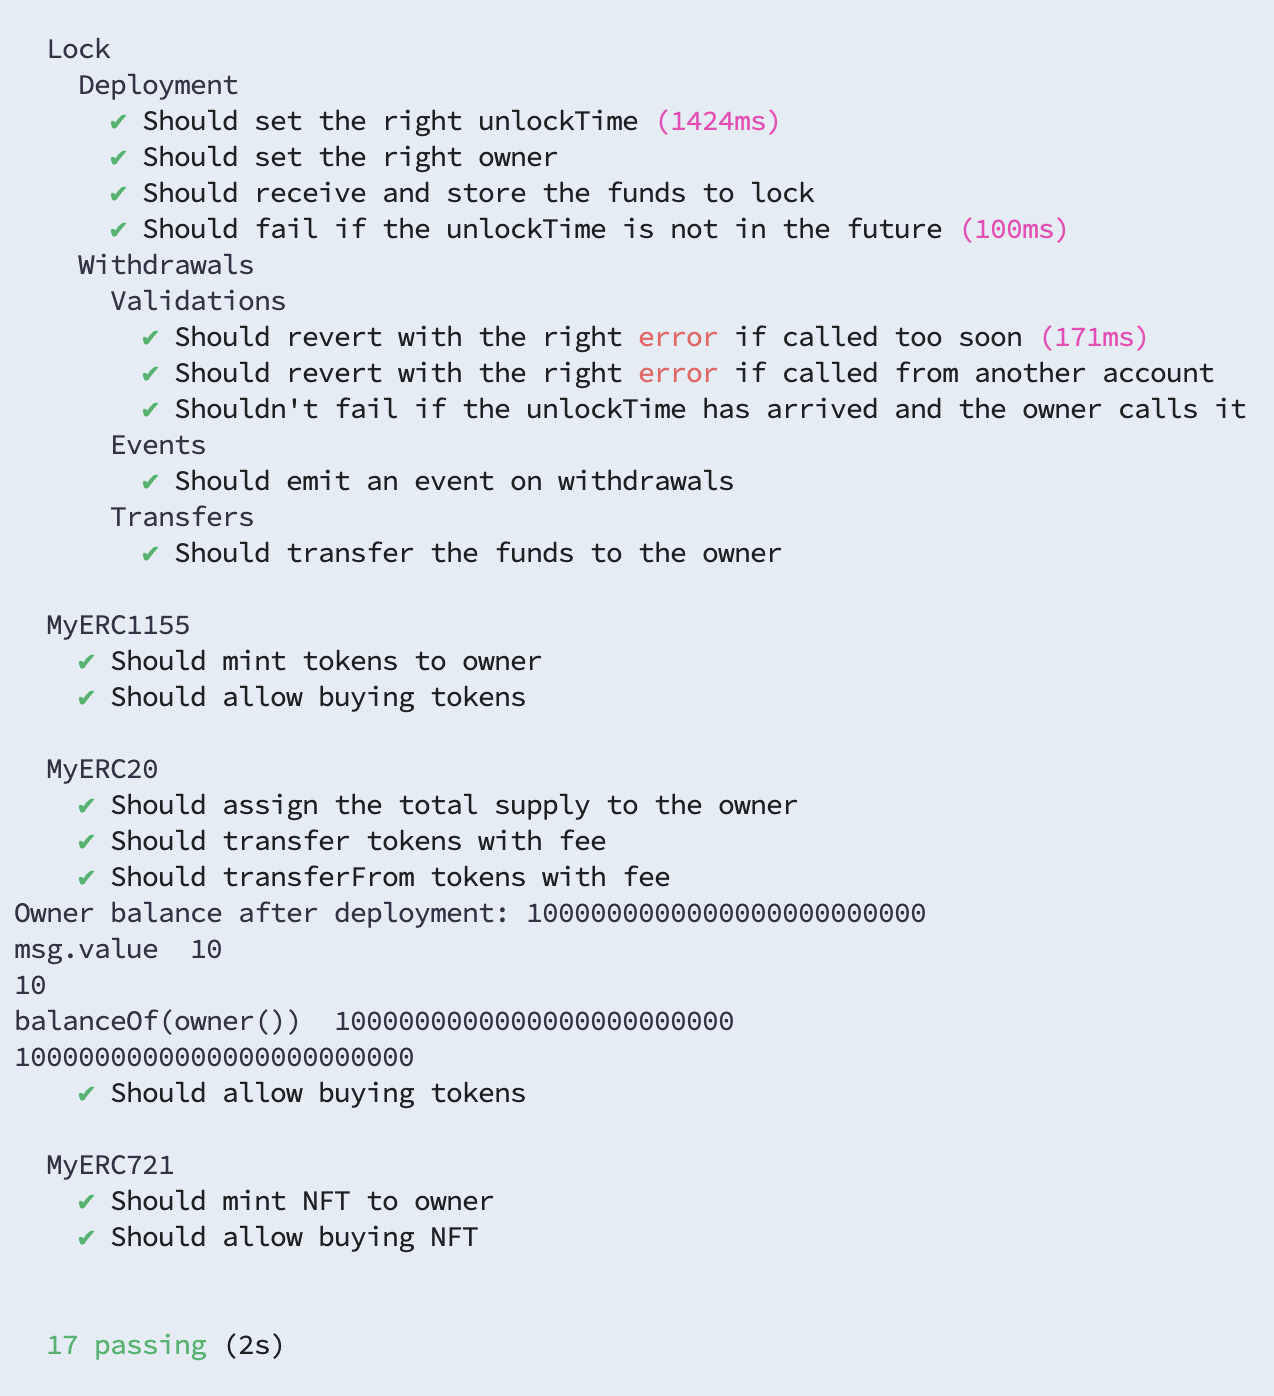 Lock
Deployment
✔ Should set the right unlockTime (1424ms)
✔ Should set the right owner
✔ Should receive and store the funds to lock
✔ Should fail if the unlockTime is not in the future (100ms)
Withdrawals
Validations
✔ Should revert with the right error if called too soon (171ms)
✔ Should revert with the right error if called from another account
✔ Shouldn't fail if the unlockTime has arrived and the owner calls it
Events
✔ Should emit an event on withdrawals
Transfers
✔ Should transfer the funds to the owner
MyERC1155
✔ Should mint tokens to owner
✔ Should allow buying tokens
MyERC20
✔ Should assign the total supply to the owner
✔ Should transfer tokens with fee
✔ Should transferFrom tokens with fee
Owner balance after deployment: 1000000000000000000000000
msg.value  10
10
balanceOf(owner())  1000000000000000000000000
1000000000000000000000000
✔ Should allow buying tokens
MyERC721
✔ Should mint NFT to owner
✔ Should allow buying NFT
17 passing (2s)